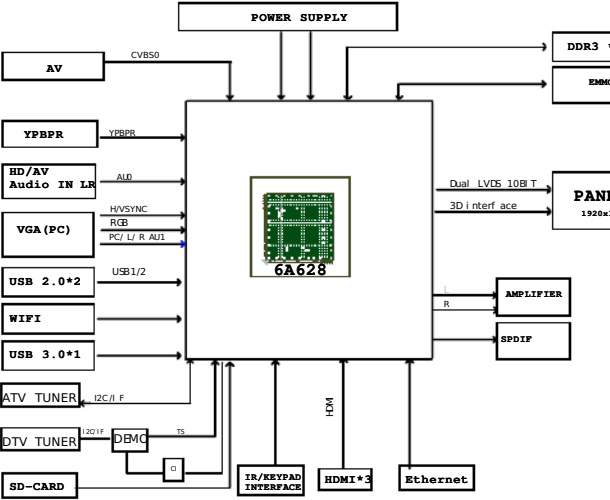 POWER SUPPLY
CVBS0
AV
DDR3
EMMC
YPBPR
YPBPR
HD/AV
Audio IN LR
AU0
H/VSYNC
VGA(PC)
RGB
PC/ L/ R AU1
Dual LVDS 10BIT
3D interface
1920x
6A628
USB 2.0*2
USB1/2
L
R
AMPLIFIER
WIFI
SPDIF
USB 3.0*1
ATV TUNER
I2C/IF
HDMI
DTV TUNER
I2C/IF
DEMO
TS
CI
SD-CARD
IR/KEYPAD
INTERFACE
HDMI*3
Ethernet